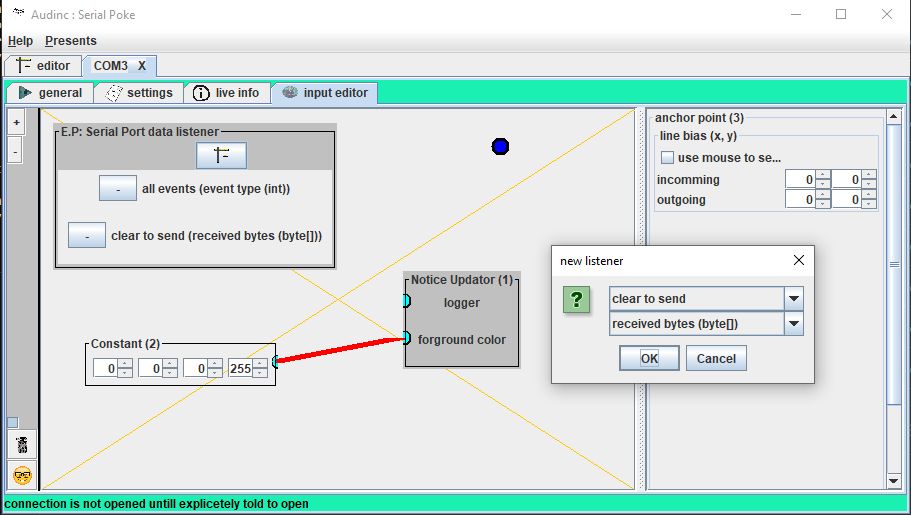 Audinc : Serial Poke
Help Presents
editor COM3 X
general settings live info input editor
+
-
E.P: Serial Port data listener
- all events (event type (int))
- clear to send (received bytes (byte[]))
Notice Updator (1)
logger
forground color
Constant (2)
0 0 0 255
anchor point (3)
line bias (x, y)
use mouse to se...
incomming 0 0
outgoing 0 0
new listener
?
clear to send
received bytes (byte[])
OK Cancel
connection is not opened untill explicetely told to open